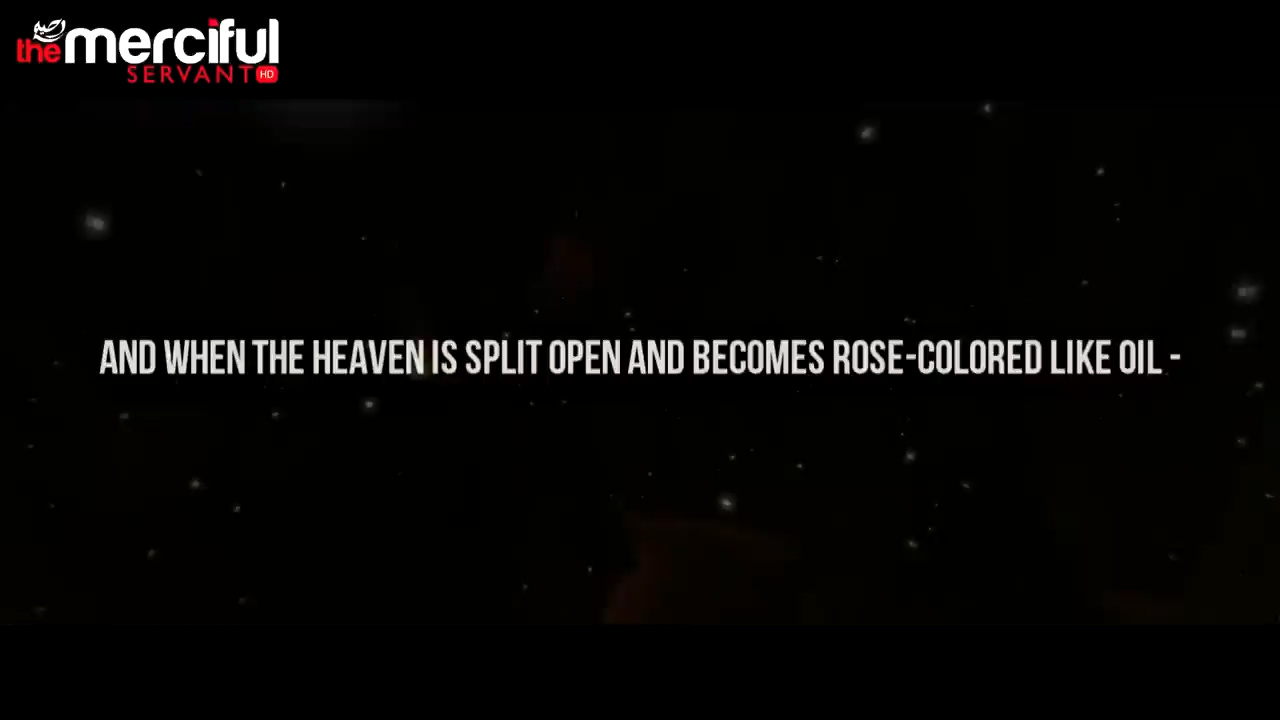 the merciful
SERVANT HD
AND WHEN THE HEAVEN IS SPLIT OPEN AND BECOMES ROSE-COLORED LIKE OIL -